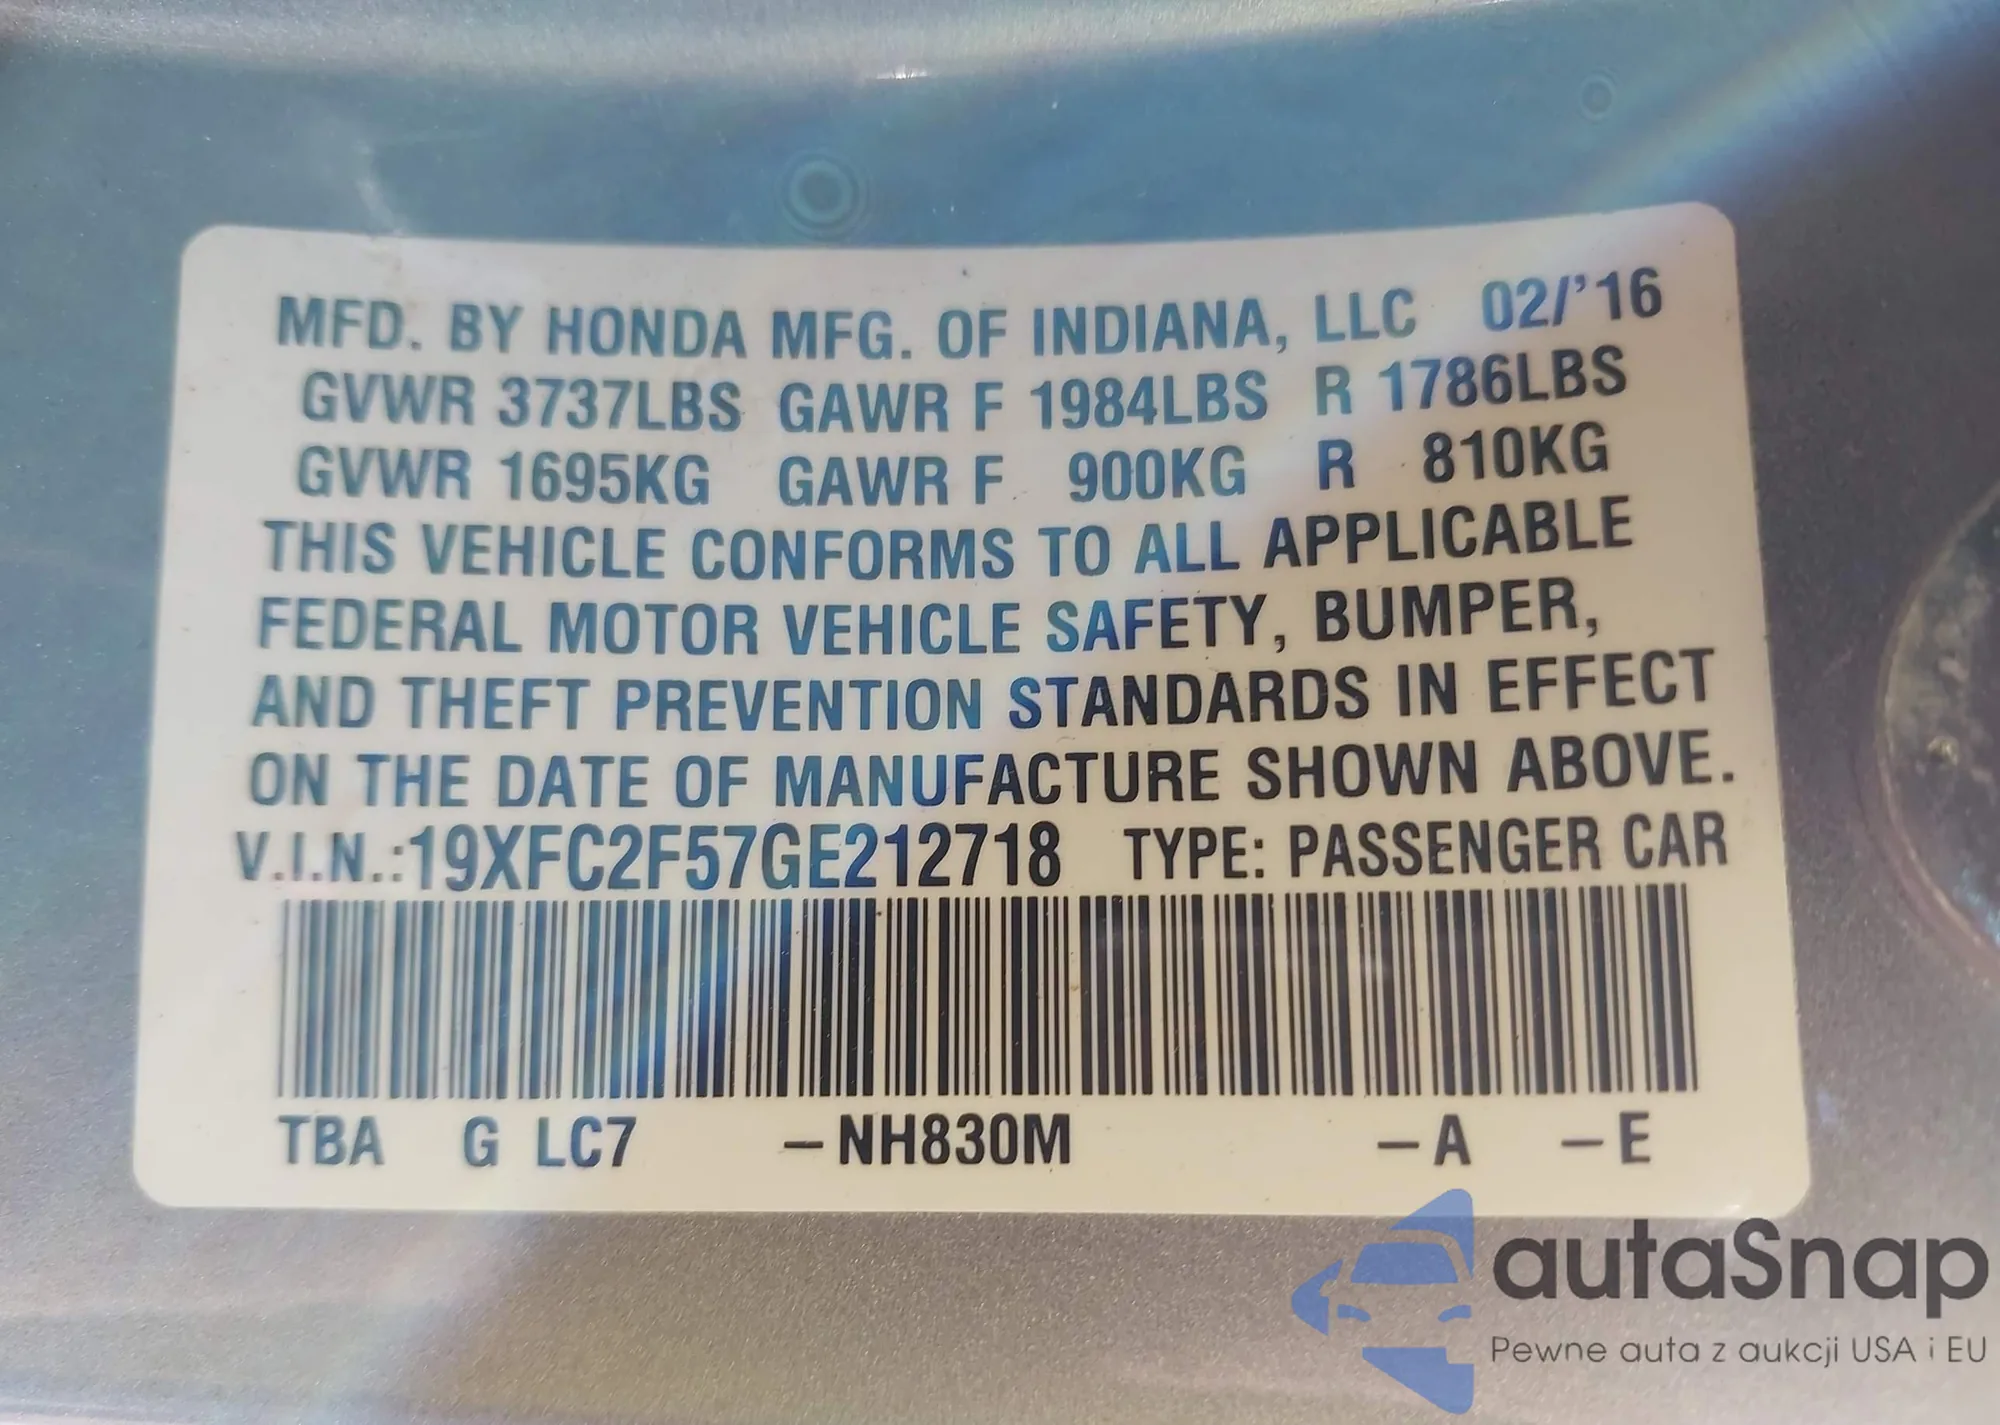 MFD. BY HONDA MFG. OF INDIANA, LLC 02/'16
GVWR 3737LBS GAWR F 1984LBS R 1786LBS
GVWR 1695KG GAWR F 900KG R 810KG
THIS VEHICLE CONFORMS TO ALL APPLICABLE
FEDERAL MOTOR VEHICLE SAFETY, BUMPER,
AND THEFT PREVENTION STANDARDS IN EFFECT
ON THE DATE OF MANUFACTURE SHOWN ABOVE.
V.I.N.:19XFC2F57GE212718 TYPE: PASSENGER CAR
TBA G LC7 –NH830M –A –E
autaSnap
Pewne auta z aukcji USA i EU